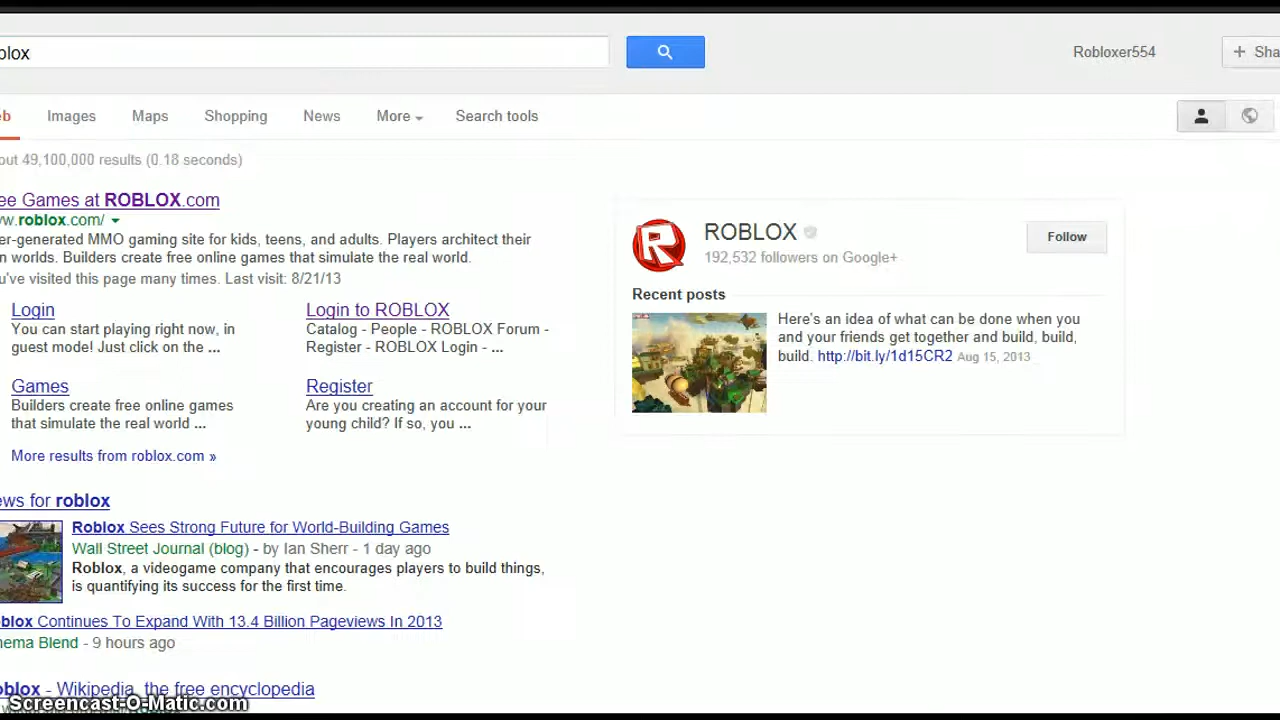 blox
Robloxer554
+ Sha
eb Images Maps Shopping News More Search tools
out 49,100,000 results (0.18 seconds)
ee Games at ROBLOX.com
ww.roblox.com/
er-generated MMO gaming site for kids, teens, and adults. Players architect their
n worlds. Builders create free online games that simulate the real world.
u've visited this page many times. Last visit: 8/21/13
Login
You can start playing right now, in
guest mode! Just click on the ...
Login to ROBLOX
Catalog - People - ROBLOX Forum -
Register - ROBLOX Login - ...
Games
Builders create free online games
that simulate the real world ...
Register
Are you creating an account for your
young child? If so, you ...
More results from roblox.com »
ews for roblox
Roblox Sees Strong Future for World-Building Games
Wall Street Journal (blog) - by Ian Sherr - 1 day ago
Roblox, a videogame company that encourages players to build things,
is quantifying its success for the first time.
blox Continues To Expand With 13.4 Billion Pageviews In 2013
nema Blend - 9 hours ago
oblox - Wikipedia, the free encyclopedia
R
ROBLOX
192,532 followers on Google+
Follow
Recent posts
Here's an idea of what can be done when you
and your friends get together and build, build,
build. http://bit.ly/1d15CR2 Aug 15, 2013
Screencast-O-Matic.com